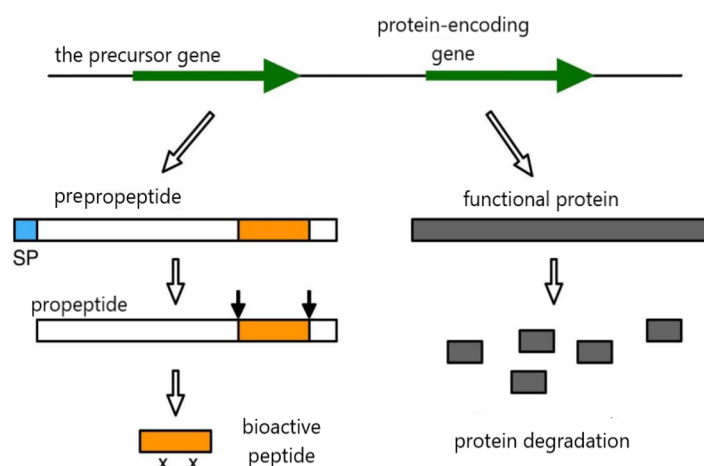 the precursor gene
protein-encoding
gene
prepropeptide
functional protein
SP
propeptide
bioactive
peptide
x x
protein degradation